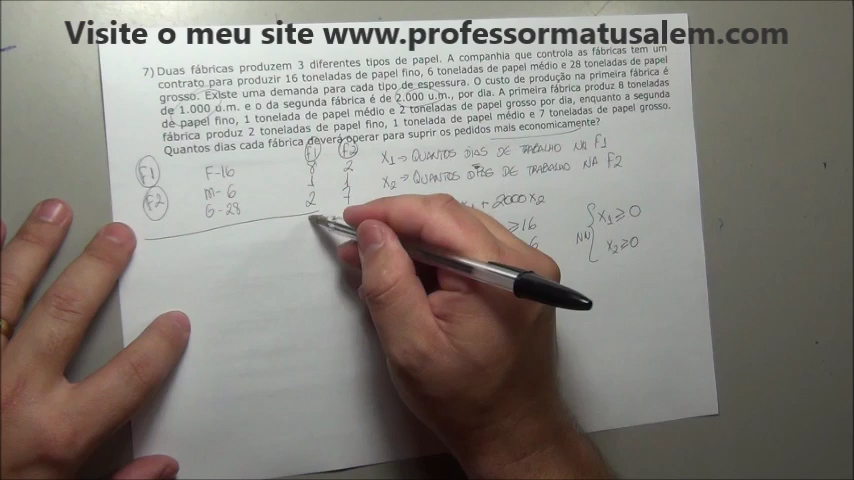 Visite o meu site www.professormatusalem.com
7) Duas fábricas produzem 3 diferentes tipos de papel. A companhia que controla as fábricas tem um
contrato para produzir 16 toneladas de papel fino, 6 toneladas de papel médio e 28 toneladas de papel
grosso. Existe uma demanda para cada tipo de espessura. O custo de produção na primeira fábrica é
de 1.000 u.m. e o da segunda fábrica é de 2.000 u.m., por dia. A primeira fábrica produz 8 toneladas
de papel fino, 1 tonelada de papel médio e 2 toneladas de papel grosso por dia, enquanto a segunda
fábrica produz 2 toneladas de papel fino, 1 tonelada de papel médio e 7 toneladas de papel grosso.
Quantos dias cada fábrica deverá operar para suprir os pedidos mais economicamente?
F1 F2
F1 F-16 8 2
M-6 1 1
F2 G-28 2 7
X1 → QUANTOS DIAS DE TRABALHO NA F1
X2 → QUANTOS DIAS DE TRABALHO NA F2
+ 2000X2
≥16
6
NN { X1 ≥ 0
X2 ≥ 0